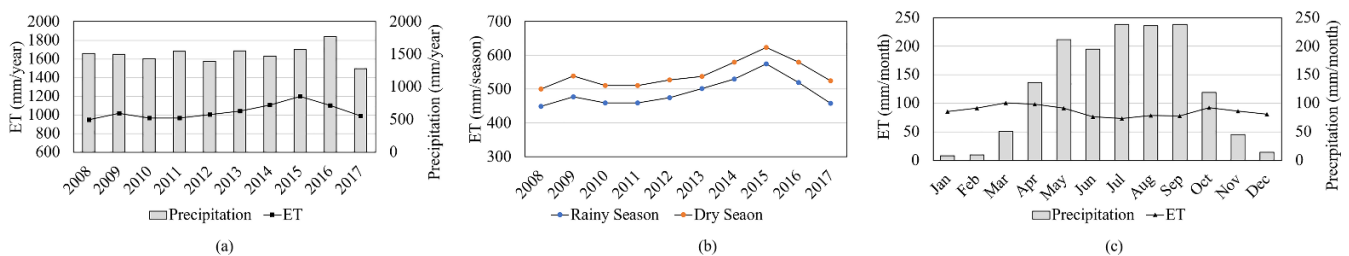 2000
1800
1600
1400
1200
1000
800
600
ET (mm/year)
2000
1500
1000
500
0
Precipitation (mm/year)
2008
2009
2010
2011
2012
2013
2014
2015
2016
2017
Precipitation
ET
(a)
700
600
500
400
300
ET (mm/season)
2008
2009
2010
2011
2012
2013
2014
2015
2016
2017
Rainy Season
Dry Seaon
(b)
250
200
150
100
50
0
ET (mm/month)
250
200
150
100
50
0
Precrpitation (mm/month)
Jan
Feb
Mar
Apr
May
Jun
Jul
Aug
Sep
Oct
Nov
Dec
Precipitation
ET
(c)